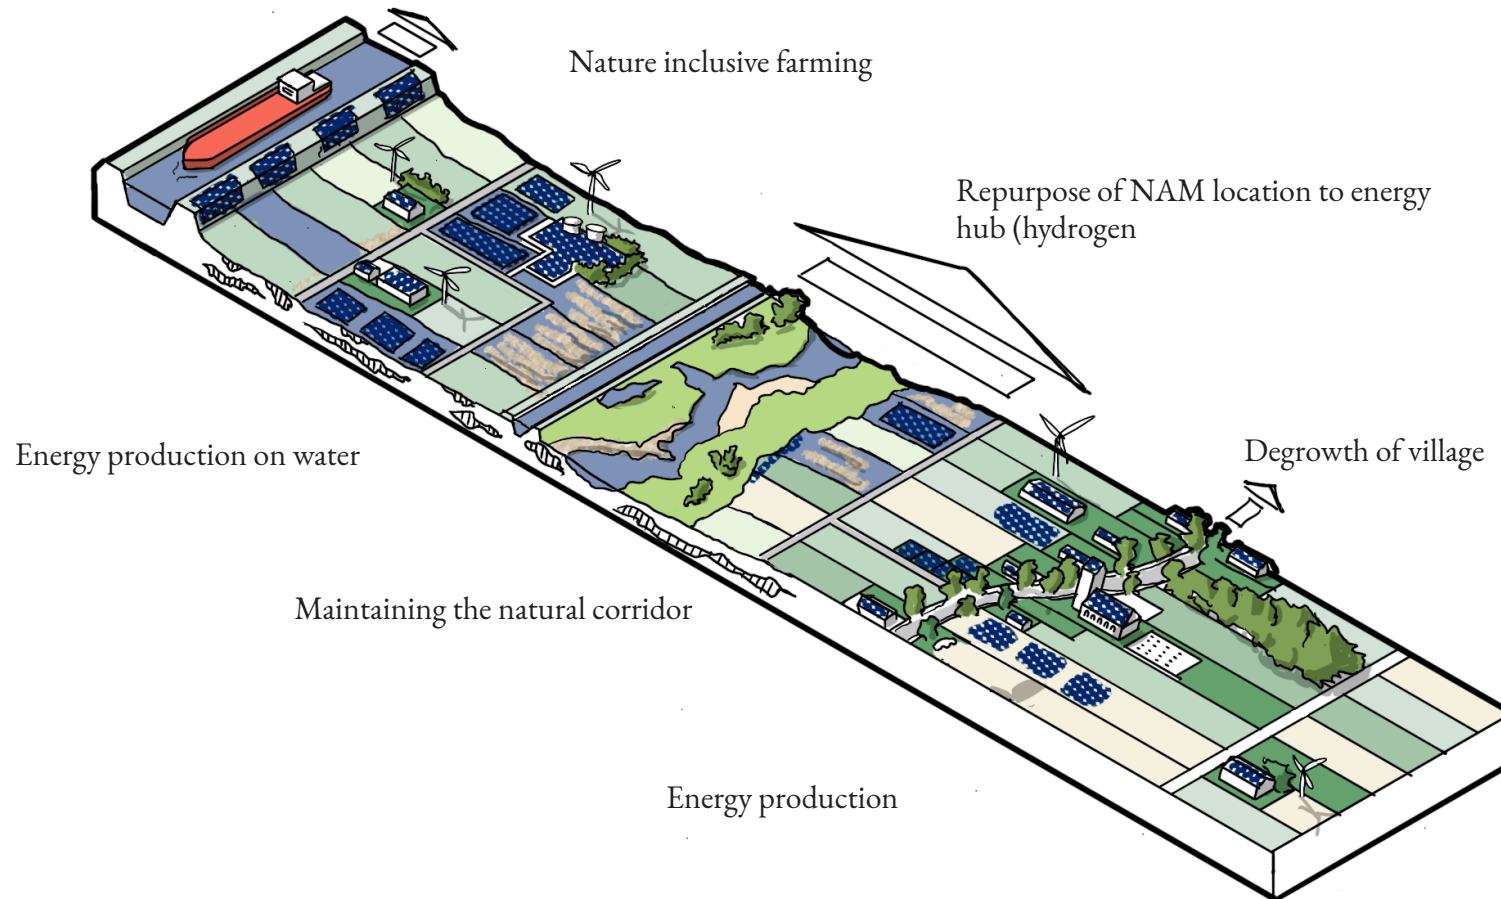 Nature inclusive farming
Repurpose of NAM location to energy
hub (hydrogen
Energy production on water
Degrowth of village
Maintaining the natural corridor
Energy production